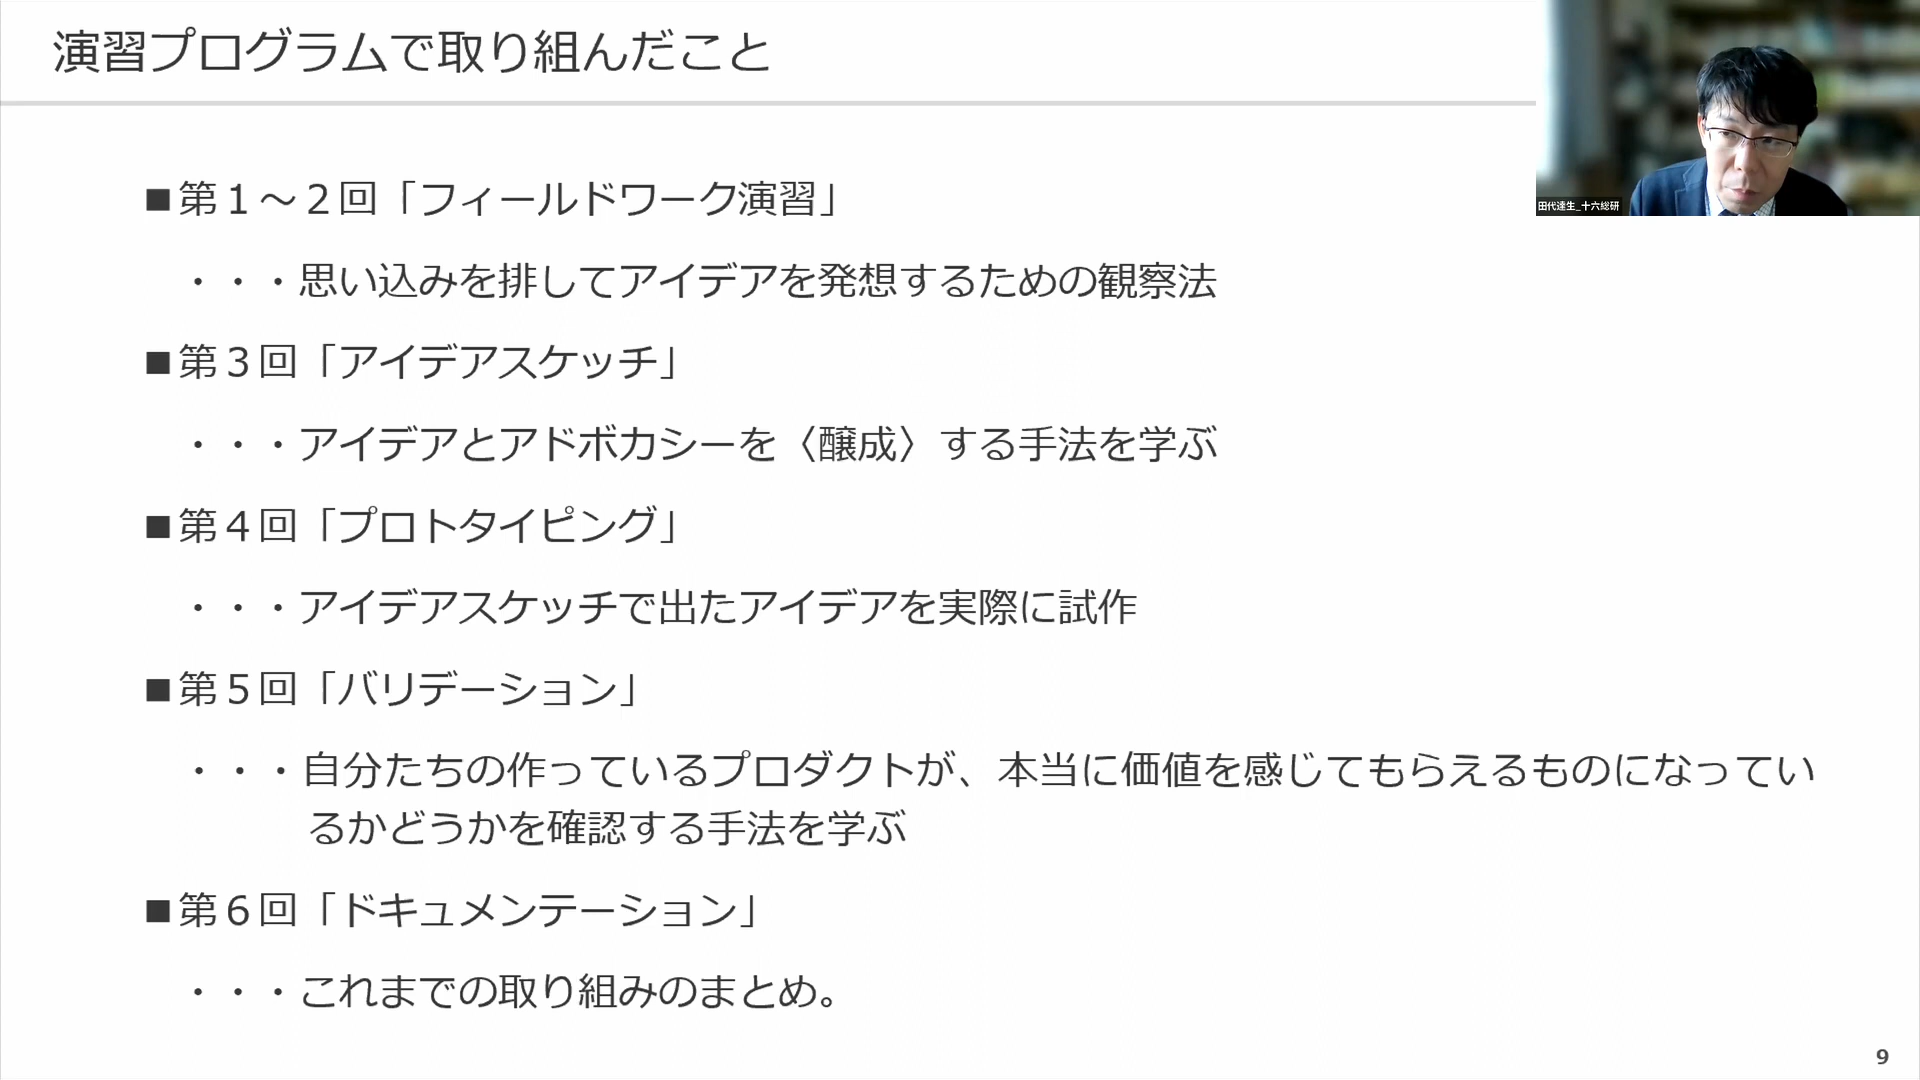 演習プログラムで取り組んだこと
田代達生_十六総研
■第１～２回「フィールドワーク演習」
・・・思い込みを排してアイデアを発想するための観察法
■第３回「アイデアスケッチ」
・・・アイデアとアドボカシーを〈醸成〉する手法を学ぶ
■第４回「プロトタイピング」
・・・アイデアスケッチで出たアイデアを実際に試作
■第５回「バリデーション」
・・・自分たちの作っているプロダクトが、本当に価値を感じてもらえるものになってい
るかどうかを確認する手法を学ぶ
■第６回「ドキュメンテーション」
・・・これまでの取り組みのまとめ。
9